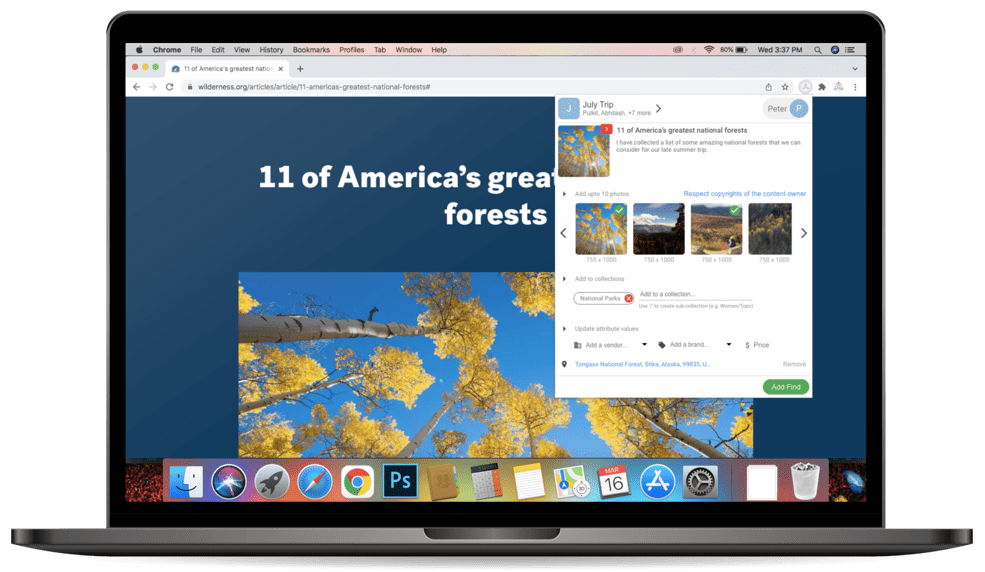 Chrome File Edit View History Bookmarks Profiles Tab Window Help
80% Wed 3:37 PM
11 of America's greatest nation
wilderness.org/articles/article/11-americas-greatest-national-forests#
11 of America's grea
forests
J
July Trip
Pulkit, Abhilash, +7 more
Peter P
3
11 of America's greatest national forests
I have collected a list of some amazing national forests that we can
consider for our late summer trip.
Add upto 10 photos
Respect copyrights of the content owner
755 x 1000 750 x 1000 750 x 1000 750 x 1000
Add to collections
National Parks
Add to a collection...
Use '/' to create sub-collection (e.g. Women/Tops)
Update attribute values
Add a vendor... Add a brand... $ Price
Tongass National Forest, Sitka, Alaska, 99835, U...
Remove
Add Find
Ps
MAR
16